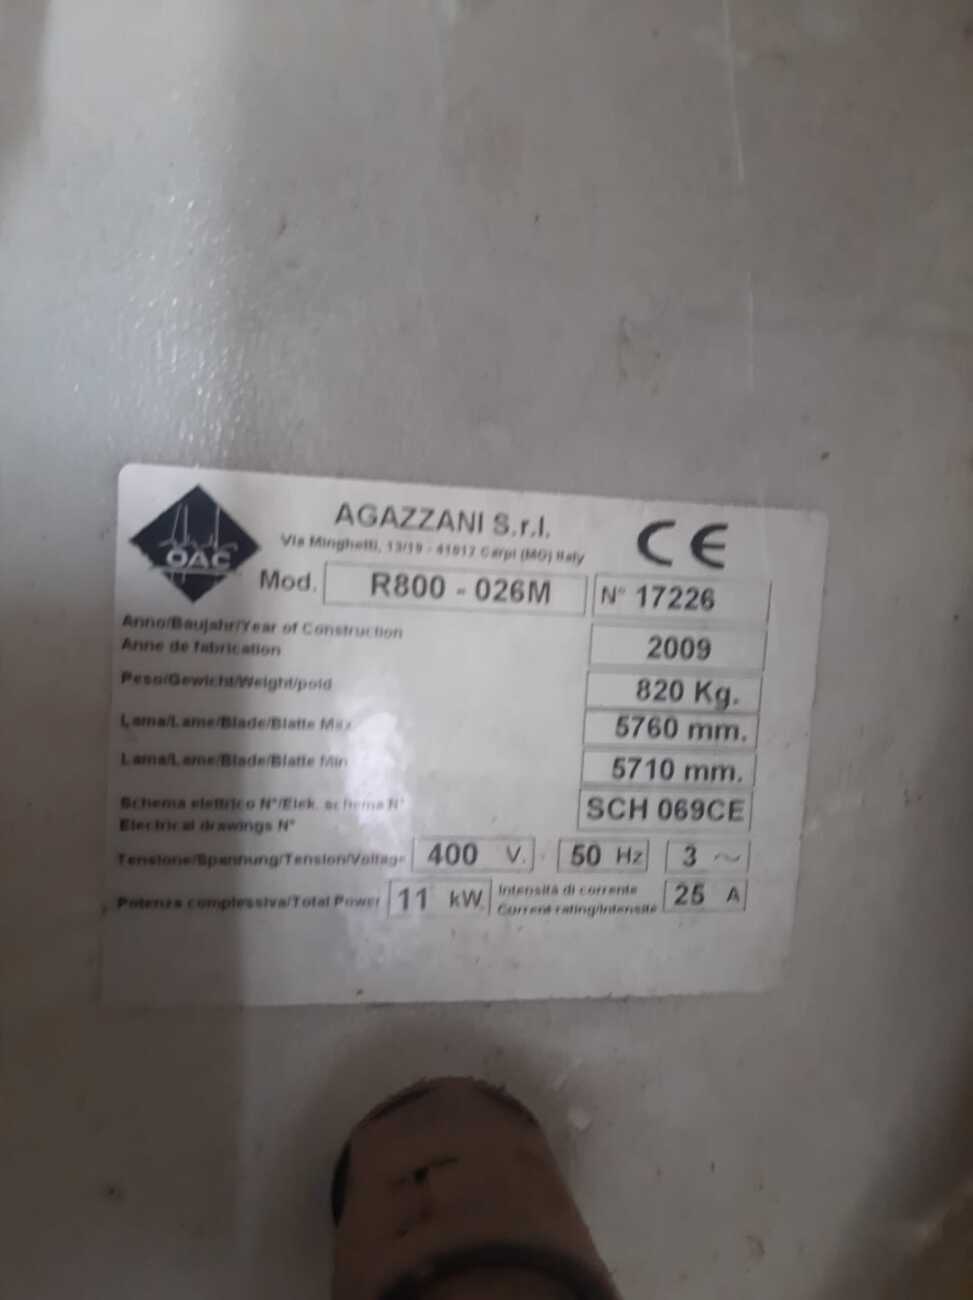 OAC
AGAZZANI S.r.l.
Via Minghetti, 13/19 - 41012 Carpi (MO) Italy
CE
Mod. R800 - 026M N° 17226
Anno/Baujahr/Year of Construction
Anne de fabrication 2009
Peso/Gewicht/Weight/poid 820 Kg.
Lama/Lame/Blade/Blatte Max 5760 mm.
Lama/Lame/Blade/Blatte Min 5710 mm.
Schema elettrico N°/Elek. schema N°
Electrical drawings N° SCH 069CE
Tensione/Spannung/Tension/Voltage 400 V. 50 Hz 3 ~
Potenza complessiva/Total Power 11 kW. Intensità di corrente
Current rating/Intensité 25 A